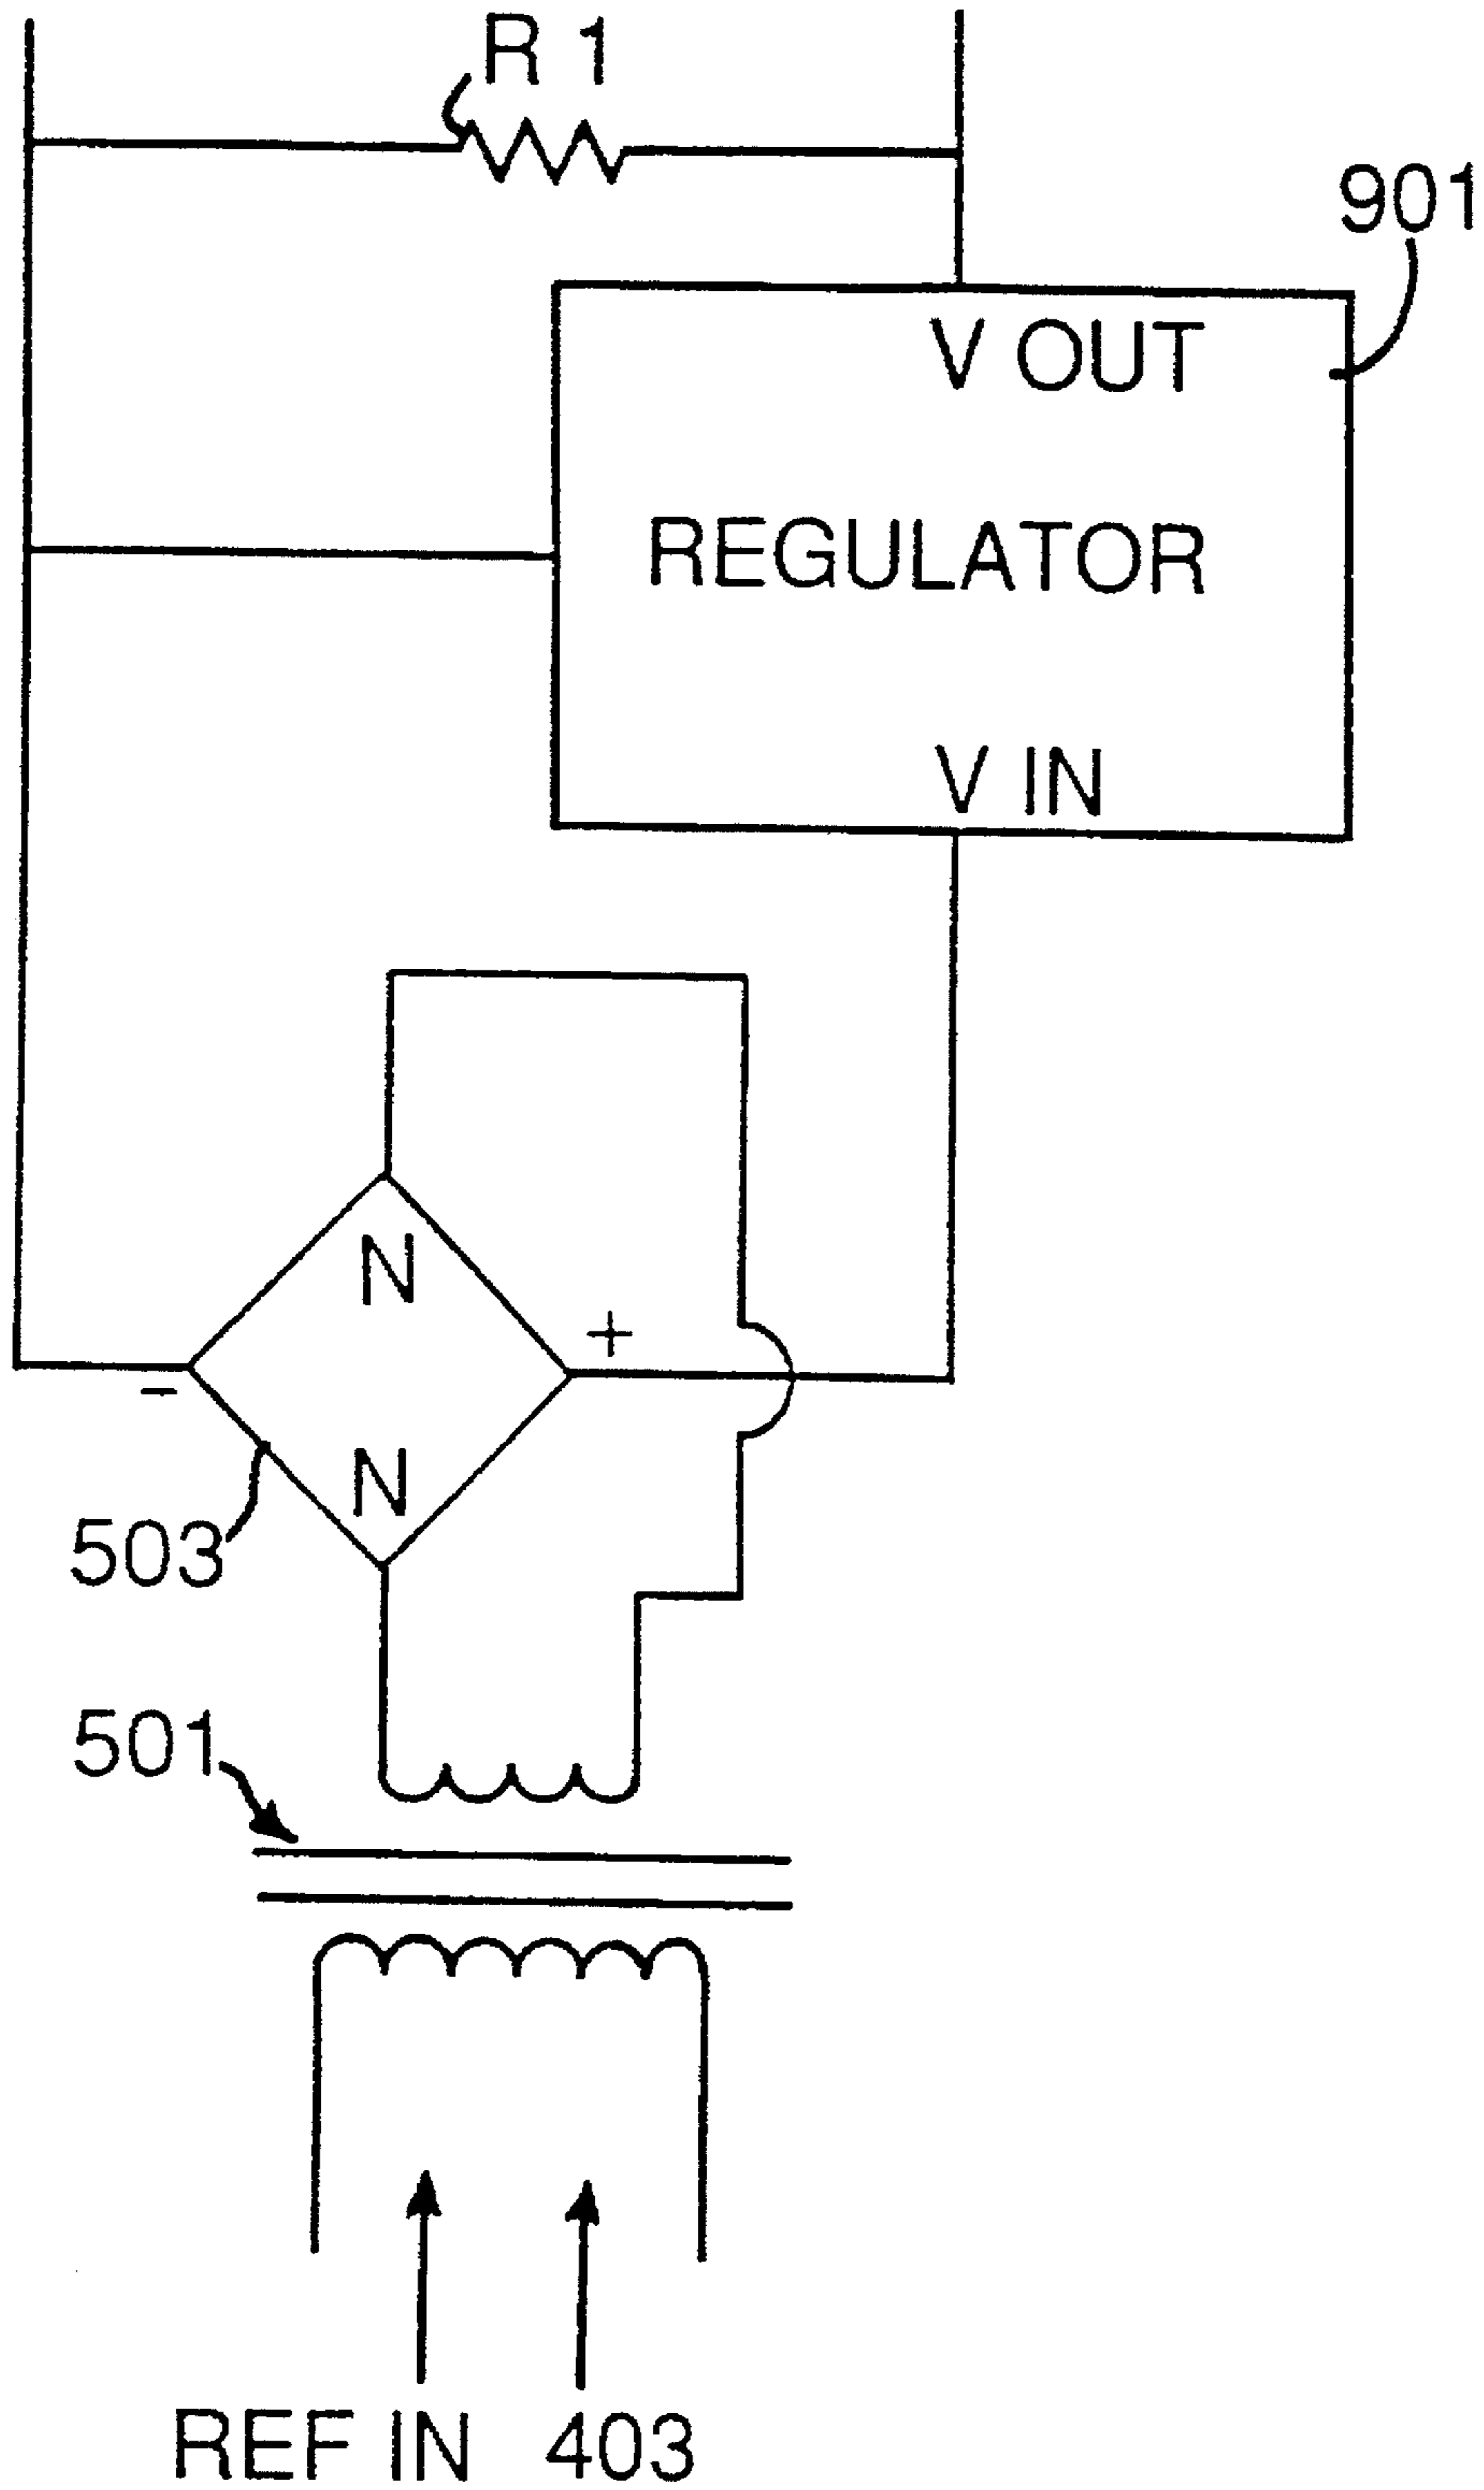 R 1
901
V OUT
REGULATOR
V IN
N
+
-
N
503
501
REF IN 403